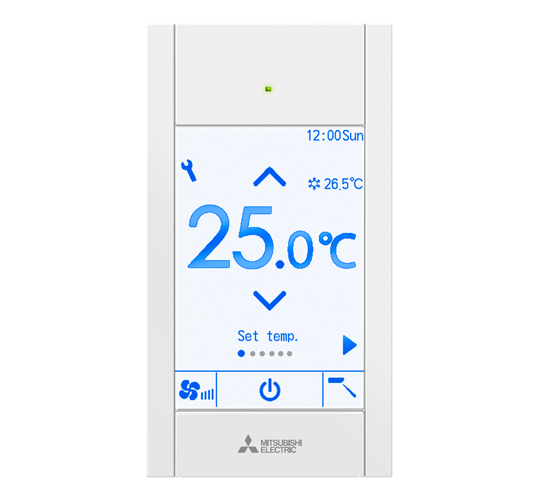 12:00Sun
26.5℃
25.0℃
Set temp.
MITSUBISHI
ELECTRIC